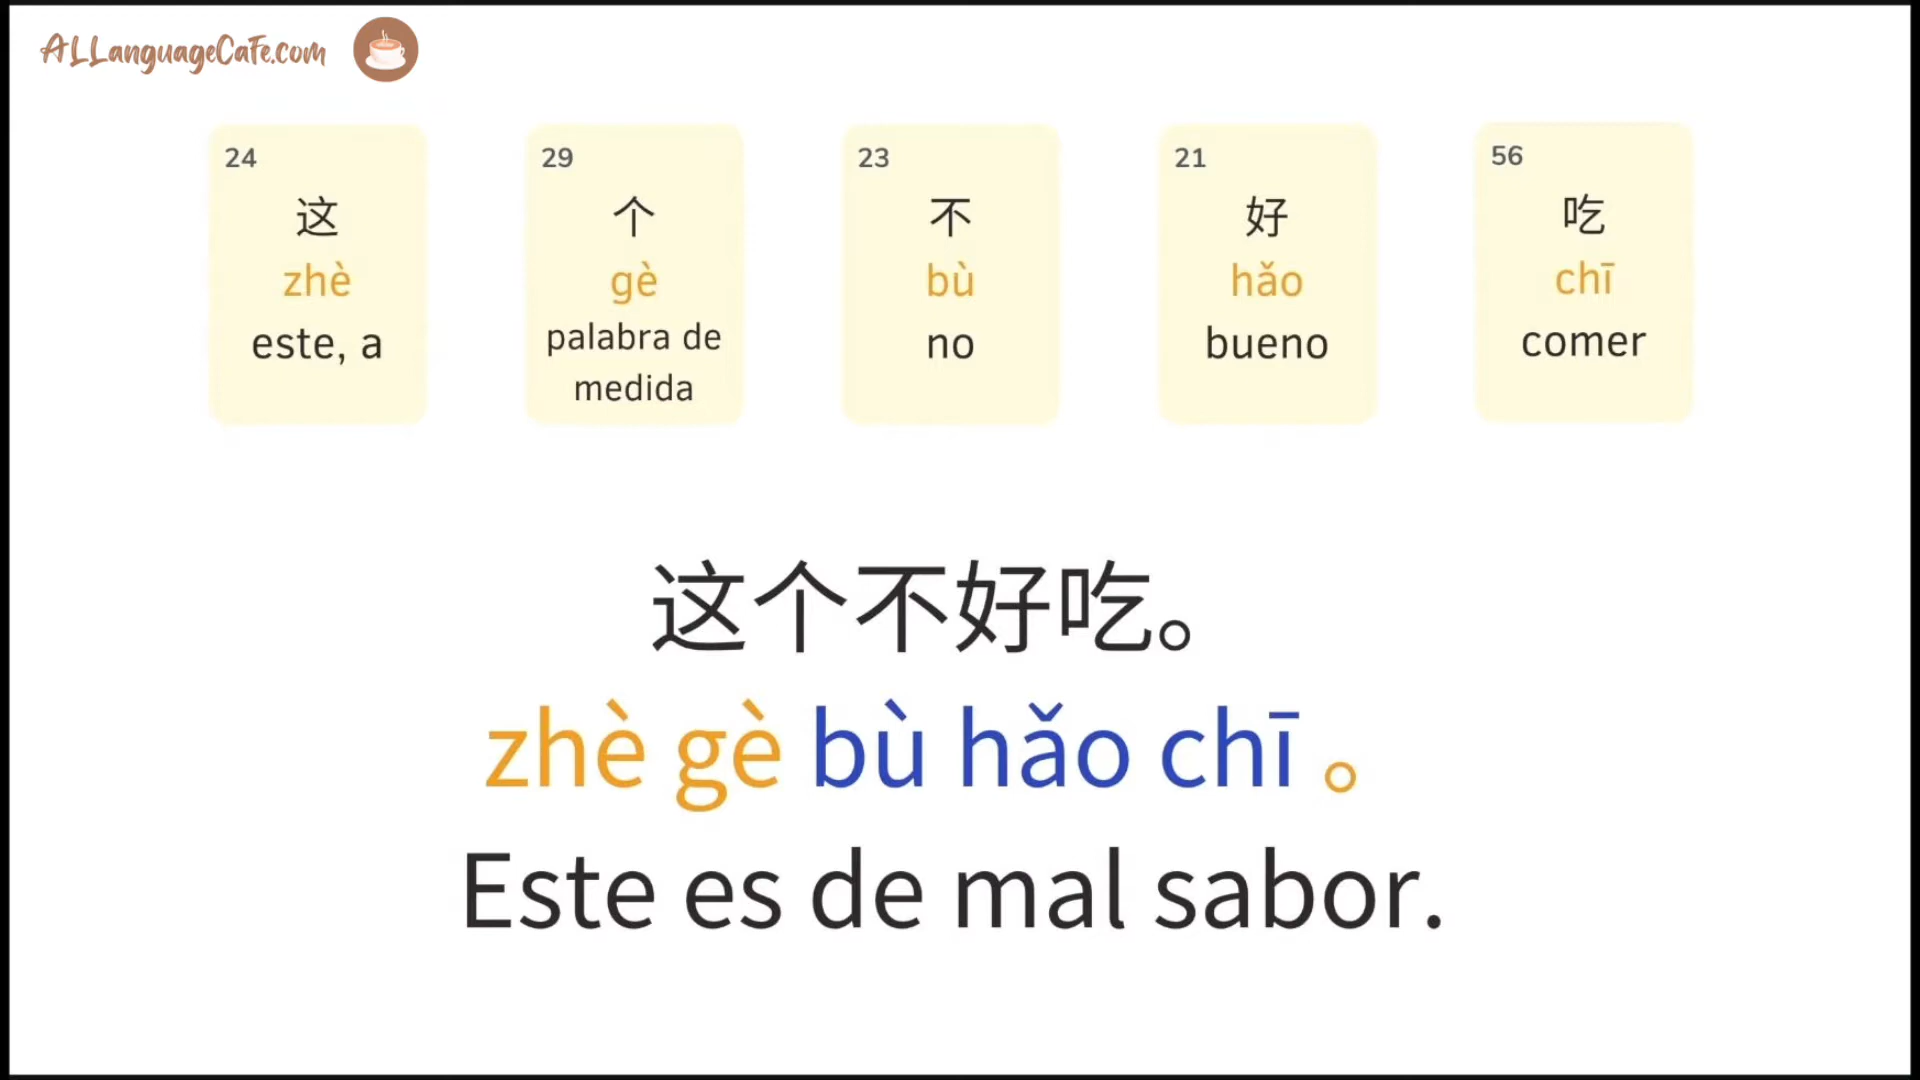 ALLanguageCafe.com
24
这
zhè
este, a
29
个
gè
palabra de
medida
23
不
bù
no
21
好
hǎo
bueno
56
吃
chī
comer
这个不好吃。
zhè gè bù hǎo chī 。
Este es de mal sabor.